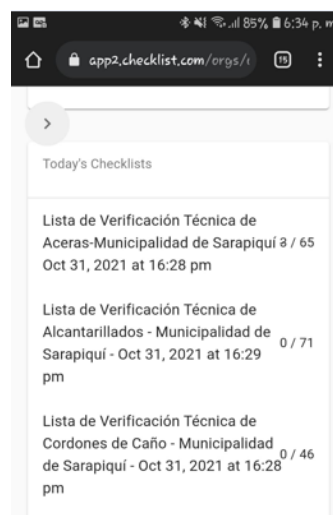 85% 6:34 p. m
app2.checklist.com/orgs/
15
Today's Checklists
Lista de Verificación Técnica de
Aceras-Municipalidad de Sarapiquí 3 / 65
Oct 31, 2021 at 16:28 pm
Lista de Verificación Técnica de
Alcantarillados - Municipalidad de
Sarapiquí - Oct 31, 2021 at 16:29 0 / 71
pm
Lista de Verificación Técnica de
Cordones de Caño - Municipalidad
de Sarapiquí - Oct 31, 2021 at 16:28 0 / 46
pm